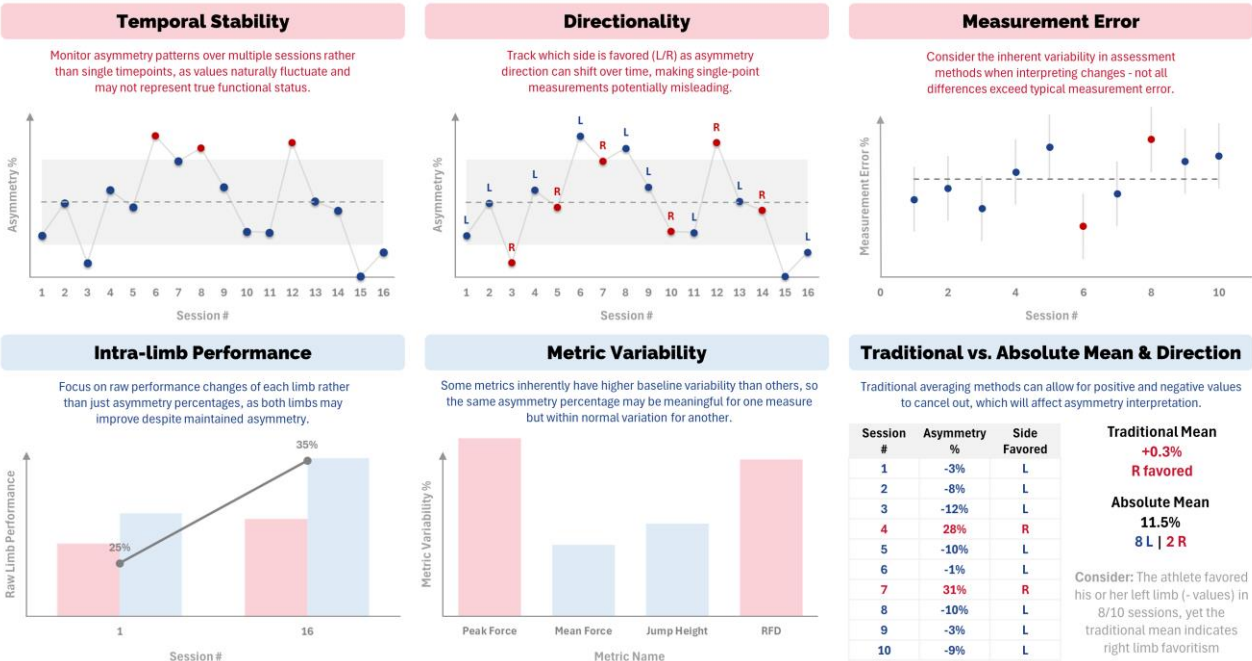 Temporal Stability
Monitor asymmetry patterns over multiple sessions rather
than single timepoints, as values naturally fluctuate and
may not represent true functional status.
Asymmetry %
1 2 3 4 5 6 7 8 9 10 11 12 13 14 15 16
Session #
Directionality
Track which side is favored (L/R) as asymmetry
direction can shift over time, making single-point
measurements potentially misleading.
Asymmetry %
L L R L R L R L L R L R L R L
1 2 3 4 5 6 7 8 9 10 11 12 13 14 15 16
Session #
Measurement Error
Consider the inherent variability in assessment
methods when interpreting changes - not all
differences exceed typical measurement error.
Measurement Error %
0 2 4 6 8 10
Session #
Intra-limb Performance
Focus on raw performance changes of each limb rather
than just asymmetry percentages, as both limbs may
improve despite maintained asymmetry.
Raw Limb Performance
25%
35%
1 16
Session #
Metric Variability
Some metrics inherently have higher baseline variability than others, so
the same asymmetry percentage may be meaningful for one measure
but within normal variation for another.
Metric Variability %
Peak Force Mean Force Jump Height RFD
Metric Name
Traditional vs. Absolute Mean & Direction
Traditional averaging methods can allow for positive and negative values
to cancel out, which will affect asymmetry interpretation.
Session Asymmetry Side
# % Favored
1 -3% L
2 -8% L
3 -12% L
4 28% R
5 -10% L
6 -1% L
7 31% R
8 -10% L
9 -3% L
10 -9% L
Traditional Mean
+0.3%
R favored
Absolute Mean
11.5%
8 L | 2 R
Consider: The athlete favored
his or her left limb (- values) in
8/10 sessions, yet the
traditional mean indicates
right limb favoritism